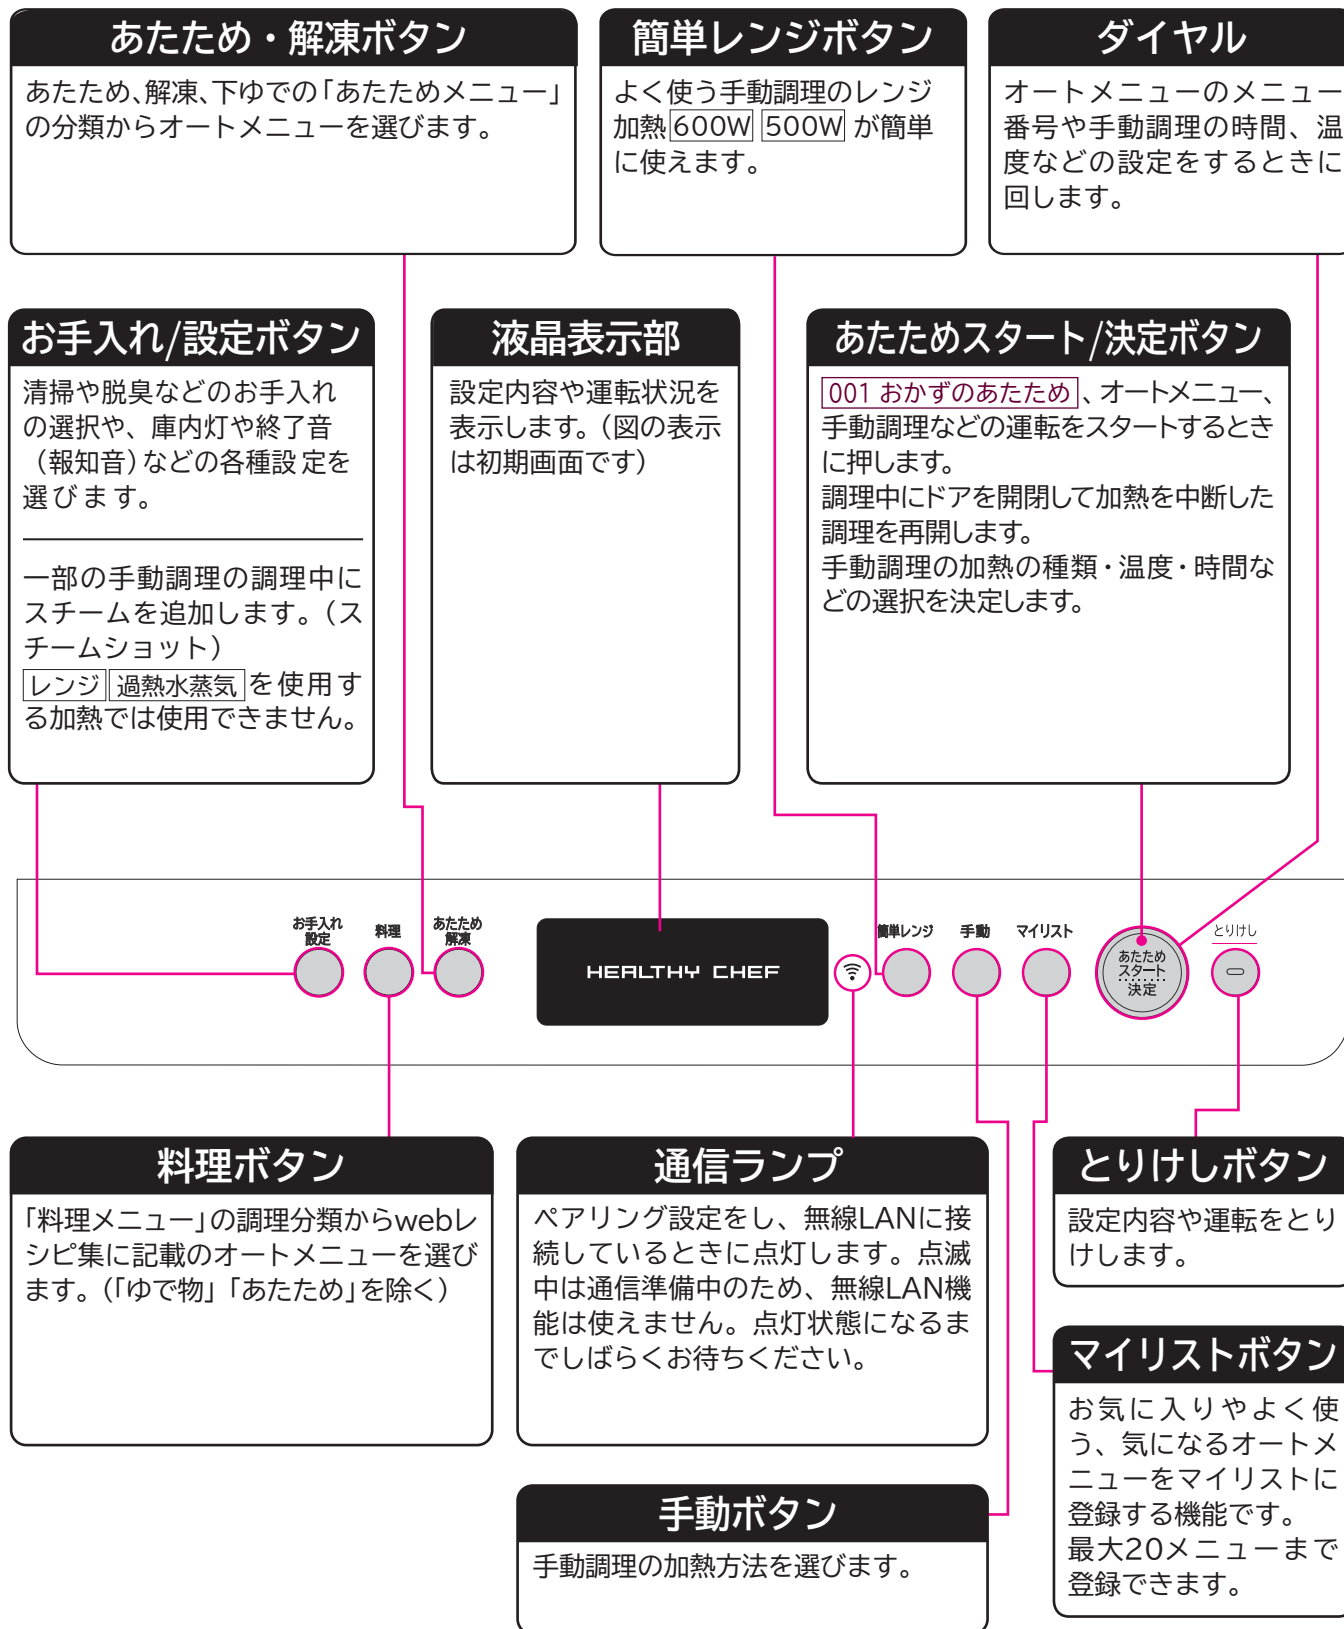 あたため・解凍ボタン
あたため、解凍、下ゆでの「あたためメニュー」
の分類からオートメニューを選びます。
簡単レンジボタン
よく使う手動調理のレンジ
加熱 600W 500W が簡単
に使えます。
ダイヤル
オートメニューのメニュー
番号や手動調理の時間、温
度などの設定をするときに
回します。
お手入れ/設定ボタン
清掃や脱臭などのお手入れ
の選択や、庫内灯や終了音
（報知音）などの各種設定を
選びます。
一部の手動調理の調理中に
スチームを追加します。（ス
チームショット）
レンジ 過熱水蒸気 を使用す
る加熱では使用できません。
液晶表示部
設定内容や運転状況を
表示します。（図の表示
は初期画面です）
あたためスタート/決定ボタン
001 おかずのあたため 、オートメニュー、
手動調理などの運転をスタートするとき
に押します。
調理中にドアを開閉して加熱を中断した
調理を再開します。
手動調理の加熱の種類・温度・時間な
どの選択を決定します。
お手入れ
設定
料理
あたため
解凍
HEALTHY CHEF
簡単レンジ
手動
マイリスト
あたため
スタート
決定
とりけし
料理ボタン
「料理メニュー」の調理分類からwebレ
シピ集に記載のオートメニューを選び
ます。（「ゆで物」「あたため」を除く）
通信ランプ
ペアリング設定をし、無線LANに接
続しているときに点灯します。点滅
中は通信準備中のため、無線LAN機
能は使えません。点灯状態になるま
でしばらくお待ちください。
とりけしボタン
設定内容や運転をとり
けします。
マイリストボタン
お気に入りやよく使
う、気になるオートメ
ニューをマイリストに
登録する機能です。
最大20メニューまで
登録できます。
手動ボタン
手動調理の加熱方法を選びます。